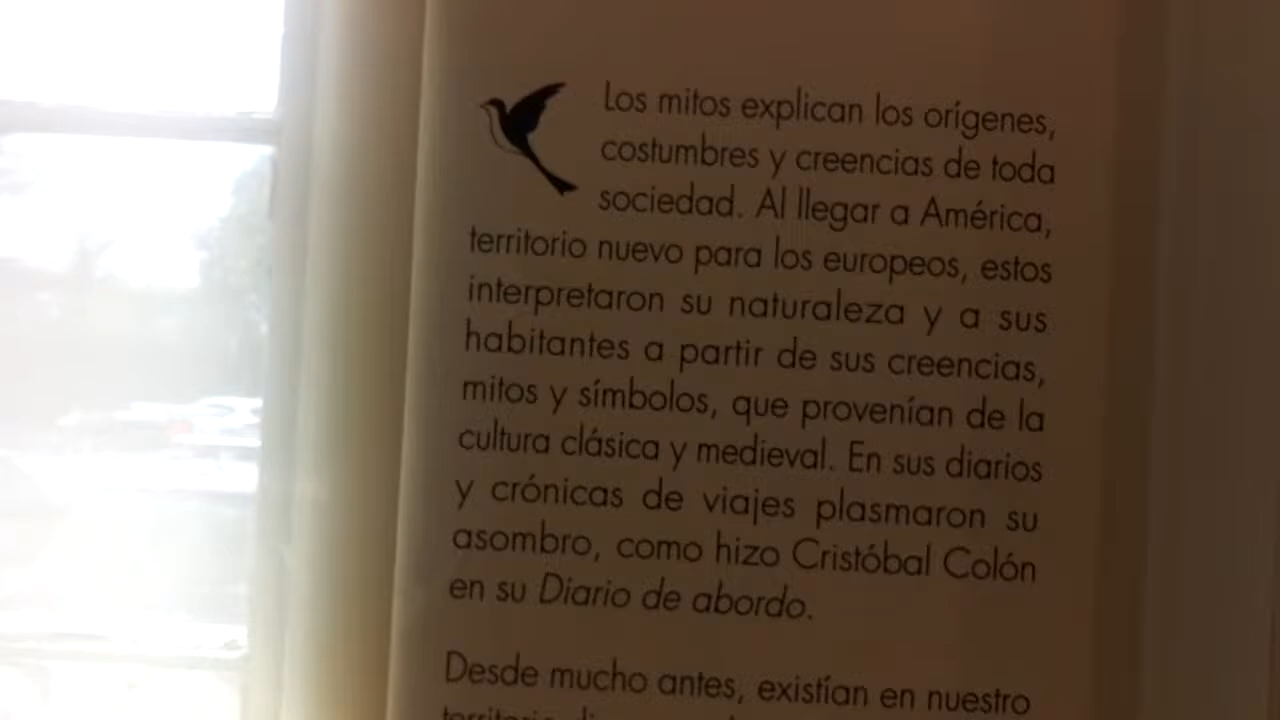 Los mitos explican los orígenes,
costumbres y creencias de toda
sociedad. Al llegar a América,
territorio nuevo para los europeos, estos
interpretaron su naturaleza y a sus
habitantes a partir de sus creencias,
mitos y símbolos, que provenían de la
cultura clásica y medieval. En sus diarios
y crónicas de viajes plasmaron su
asombro, como hizo Cristóbal Colón
en su Diario de abordo.
Desde mucho antes, existían en nuestro
territorio